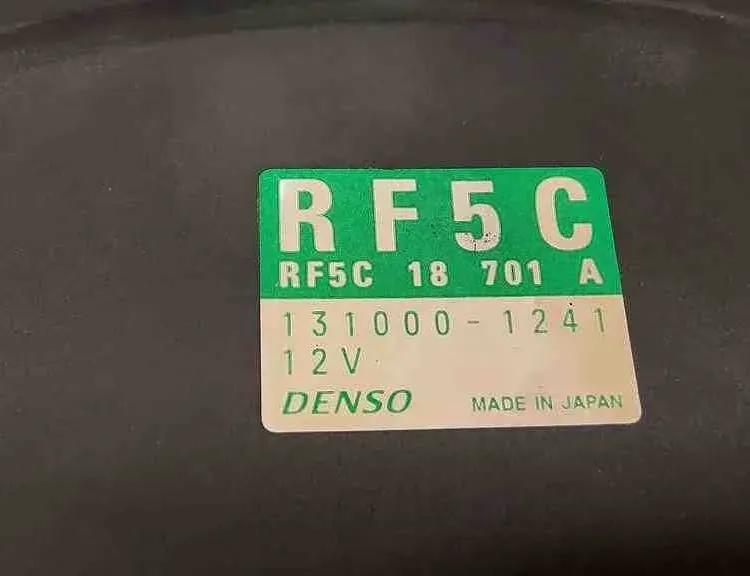 RF5C
RF5C 18 701 A
131000-1241
12V
DENSO MADE IN JAPAN